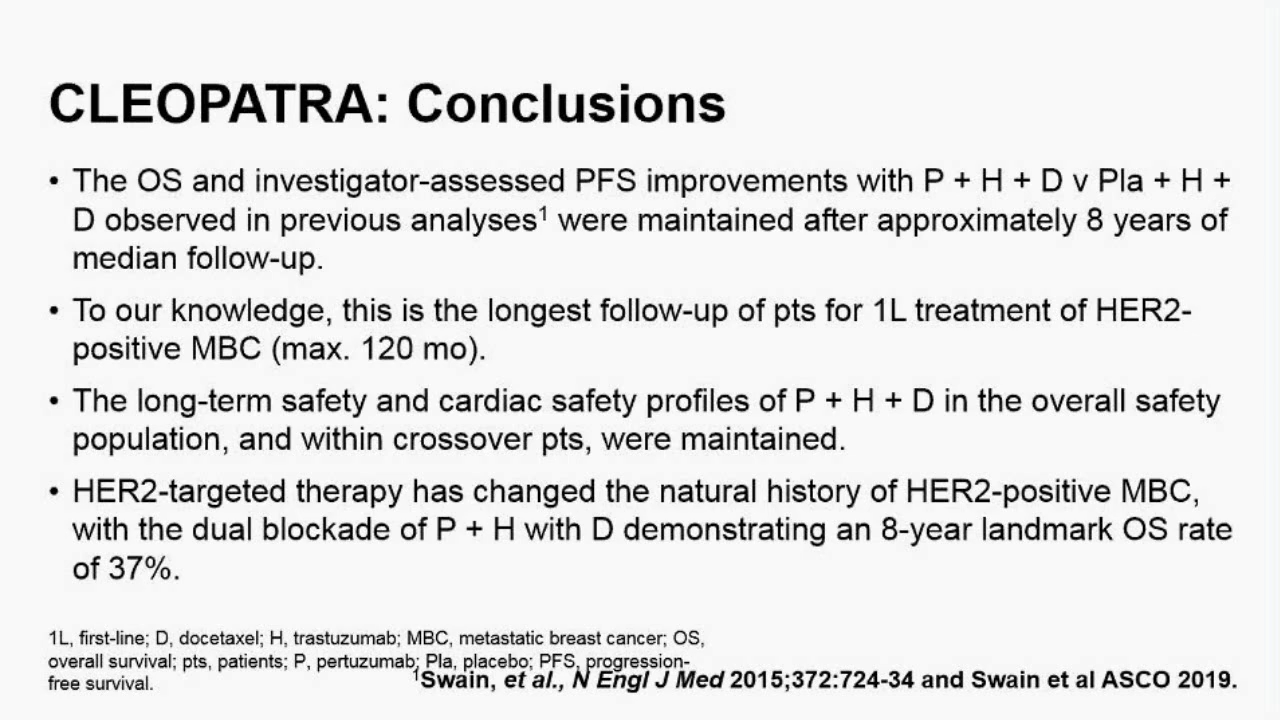 CLEOPATRA: Conclusions
• The OS and investigator-assessed PFS improvements with P + H + D v Pla + H +
D observed in previous analyses¹ were maintained after approximately 8 years of
median follow-up.
• To our knowledge, this is the longest follow-up of pts for 1L treatment of HER2-
positive MBC (max. 120 mo).
• The long-term safety and cardiac safety profiles of P + H + D in the overall safety
population, and within crossover pts, were maintained.
• HER2-targeted therapy has changed the natural history of HER2-positive MBC,
with the dual blockade of P + H with D demonstrating an 8-year landmark OS rate
of 37%.
1L, first-line; D, docetaxel; H, trastuzumab; MBC, metastatic breast cancer; OS,
overall survival; pts, patients; P, pertuzumab; Pla, placebo; PFS, progression-
free survival.
¹Swain, et al., N Engl J Med 2015;372:724-34 and Swain et al ASCO 2019.